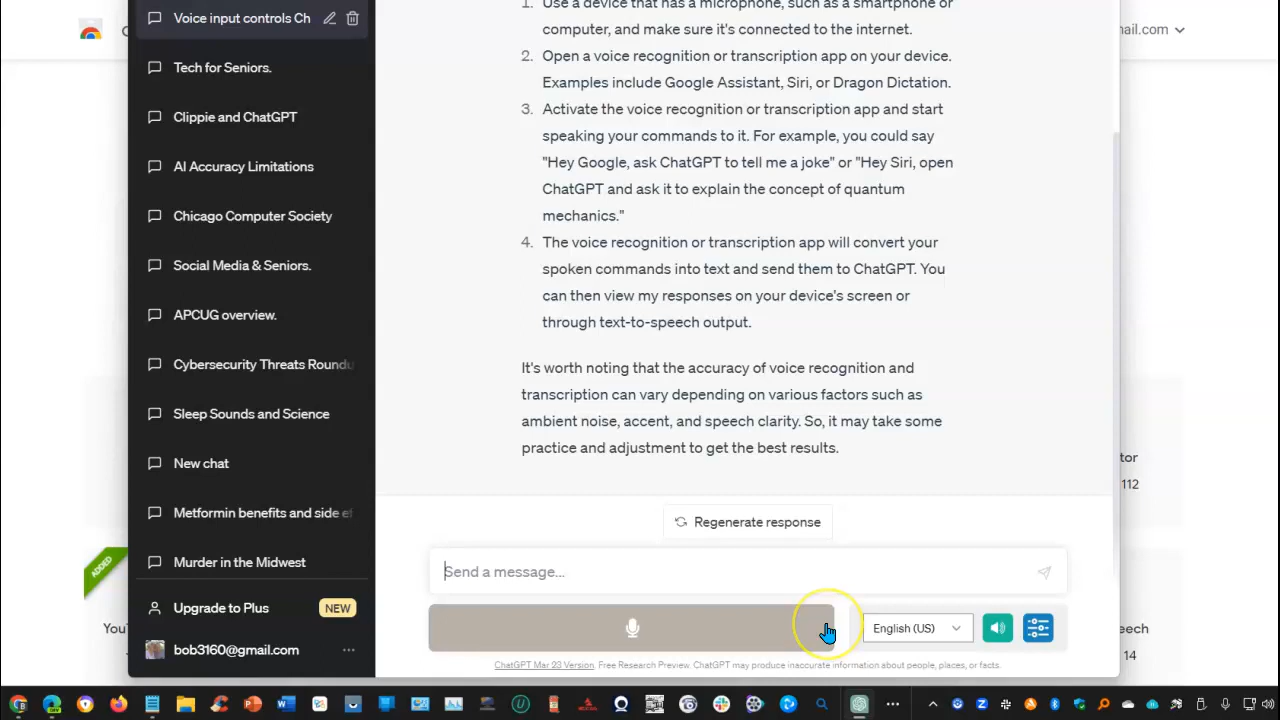 Voice input controls Ch
Tech for Seniors.
Clippie and ChatGPT
AI Accuracy Limitations
Chicago Computer Society
Social Media & Seniors.
APCUG overview.
Cybersecurity Threats Roundu
Sleep Sounds and Science
New chat
Metformin benefits and side ef
Murder in the Midwest
Upgrade to Plus NEW
bob3160@gmail.com
1. Use a device that has a microphone, such as a smartphone or
computer, and make sure it's connected to the internet.
2. Open a voice recognition or transcription app on your device.
Examples include Google Assistant, Siri, or Dragon Dictation.
3. Activate the voice recognition or transcription app and start
speaking your commands to it. For example, you could say
"Hey Google, ask ChatGPT to tell me a joke" or "Hey Siri, open
ChatGPT and ask it to explain the concept of quantum
mechanics."
4. The voice recognition or transcription app will convert your
spoken commands into text and send them to ChatGPT. You
can then view my responses on your device's screen or
through text-to-speech output.
It's worth noting that the accuracy of voice recognition and
transcription can vary depending on various factors such as
ambient noise, accent, and speech clarity. So, it may take some
practice and adjustment to get the best results.
Regenerate response
Send a message...
English (US)
ChatGPT Mar 23 Version. Free Research Preview. ChatGPT may produce inaccurate information about people, places, or facts.
ail.com
tor
112
ADDED
You
eech
14